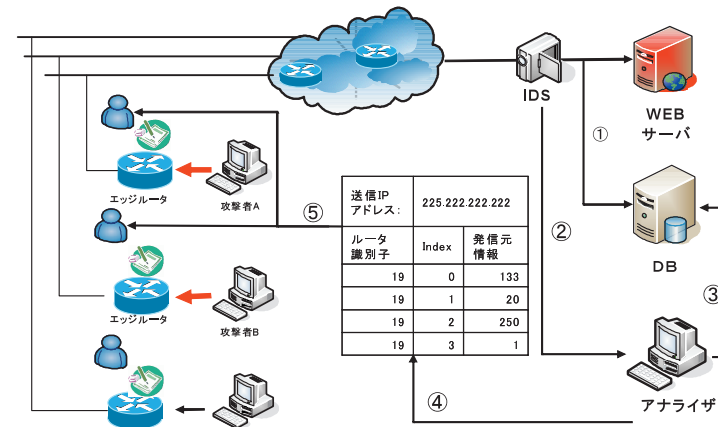 IDS
WEB
サーバ
①
DB
②
③
アナライザ
④
⑤
エッジルータ
攻撃者A
エッジルータ
攻撃者B
送信IP
アドレス:
225.222.222.222
ルータ
識別子
Index
発信元
情報
19 0 133
19 1 20
19 2 250
19 3 1